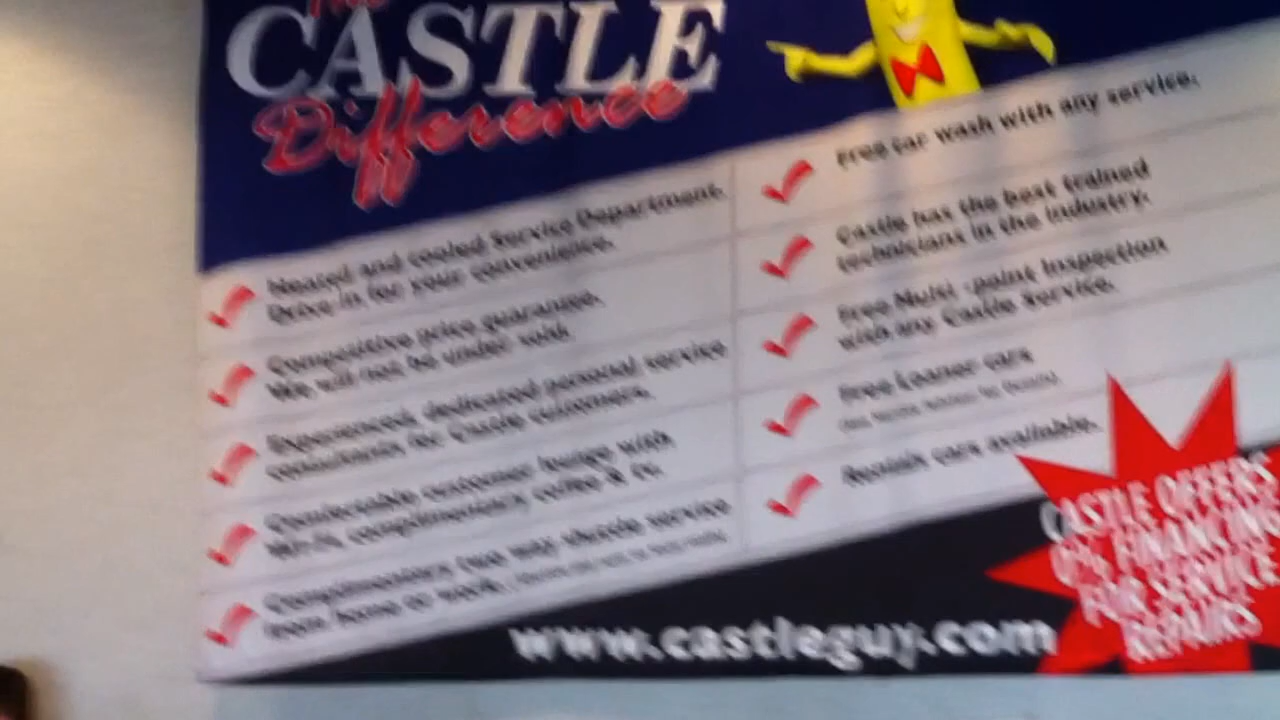 The
CASTLE
Difference
Heated and cooled Service Department.
Drive in for your convenience.
Competitive price guarantee.
We will not be under sold.
Experienced, dedicated personal service
consultants for Castle customers.
Comfortable customer lounge with
Wi-Fi, complimentary coffee & tv.
Complimentary two way shuttle service
from home or work.
Free car wash with any service.
Castle has the best trained
technicians in the industry.
Free Multi -point Inspection
with any Castle Service.
Free Loaner cars
Rental cars available.
CASTLE OFFERS
0% FINANCING
FOR SERVICE
REPAIRS
www.castleguy.com